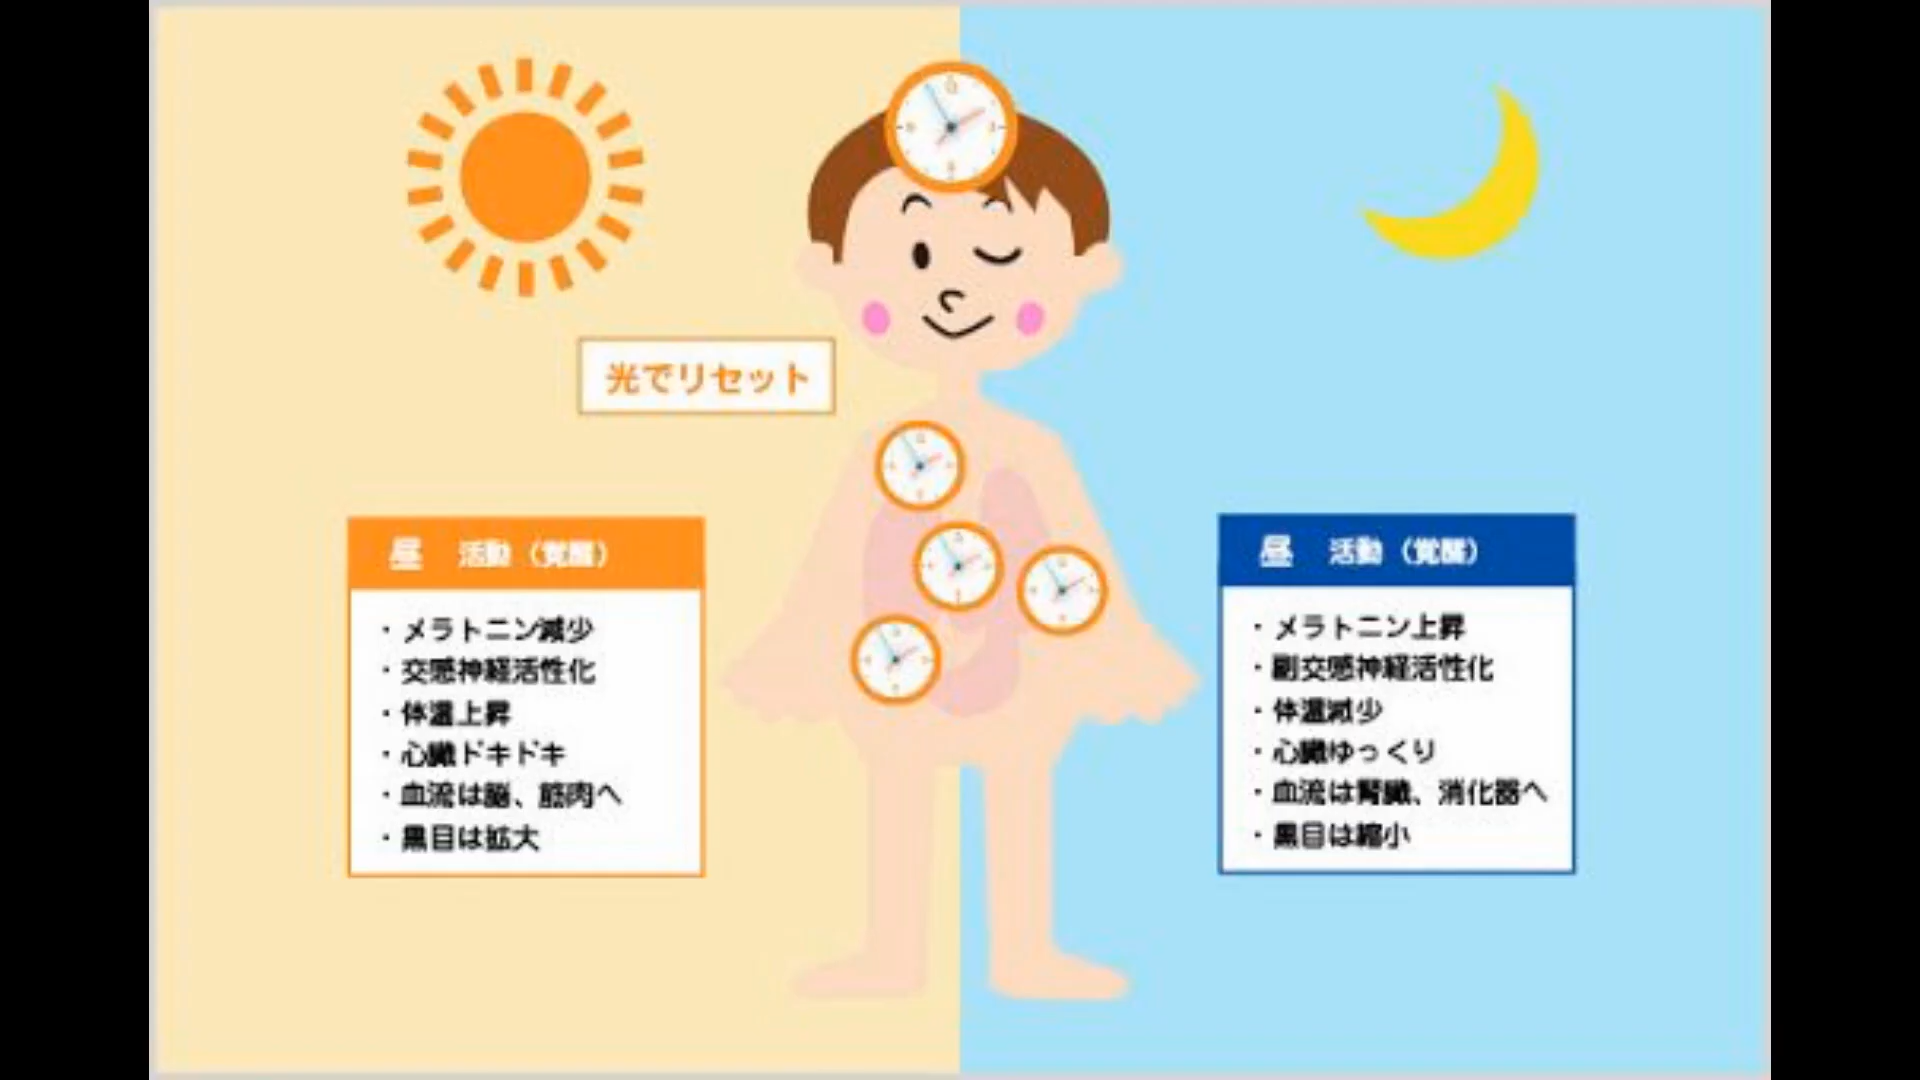 光でリセット
昼 活動（覚醒）
・メラトニン減少
・交感神経活性化
・体温上昇
・心臓ドキドキ
・血流は脳、筋肉へ
・黒目は拡大
昼 活動（覚醒）
・メラトニン上昇
・副交感神経活性化
・体温減少
・心臓ゆっくり
・血流は腎臓、消化器へ
・黒目は縮小